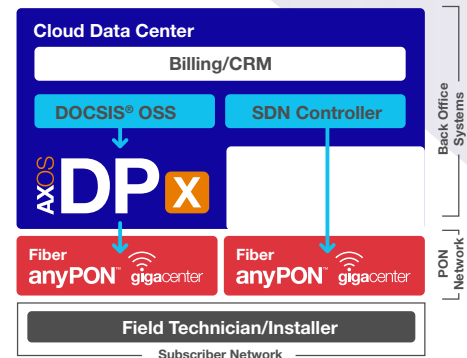 Cloud Data Center
Billing/CRM
DOCSIS® OSS
SDN Controller
AXOS DPx
Fiber
anyPON™ gigacenter
Fiber
anyPON™ gigacenter
Field Technician/Installer
Subscriber Network
Back Office
Systems
PON
Network